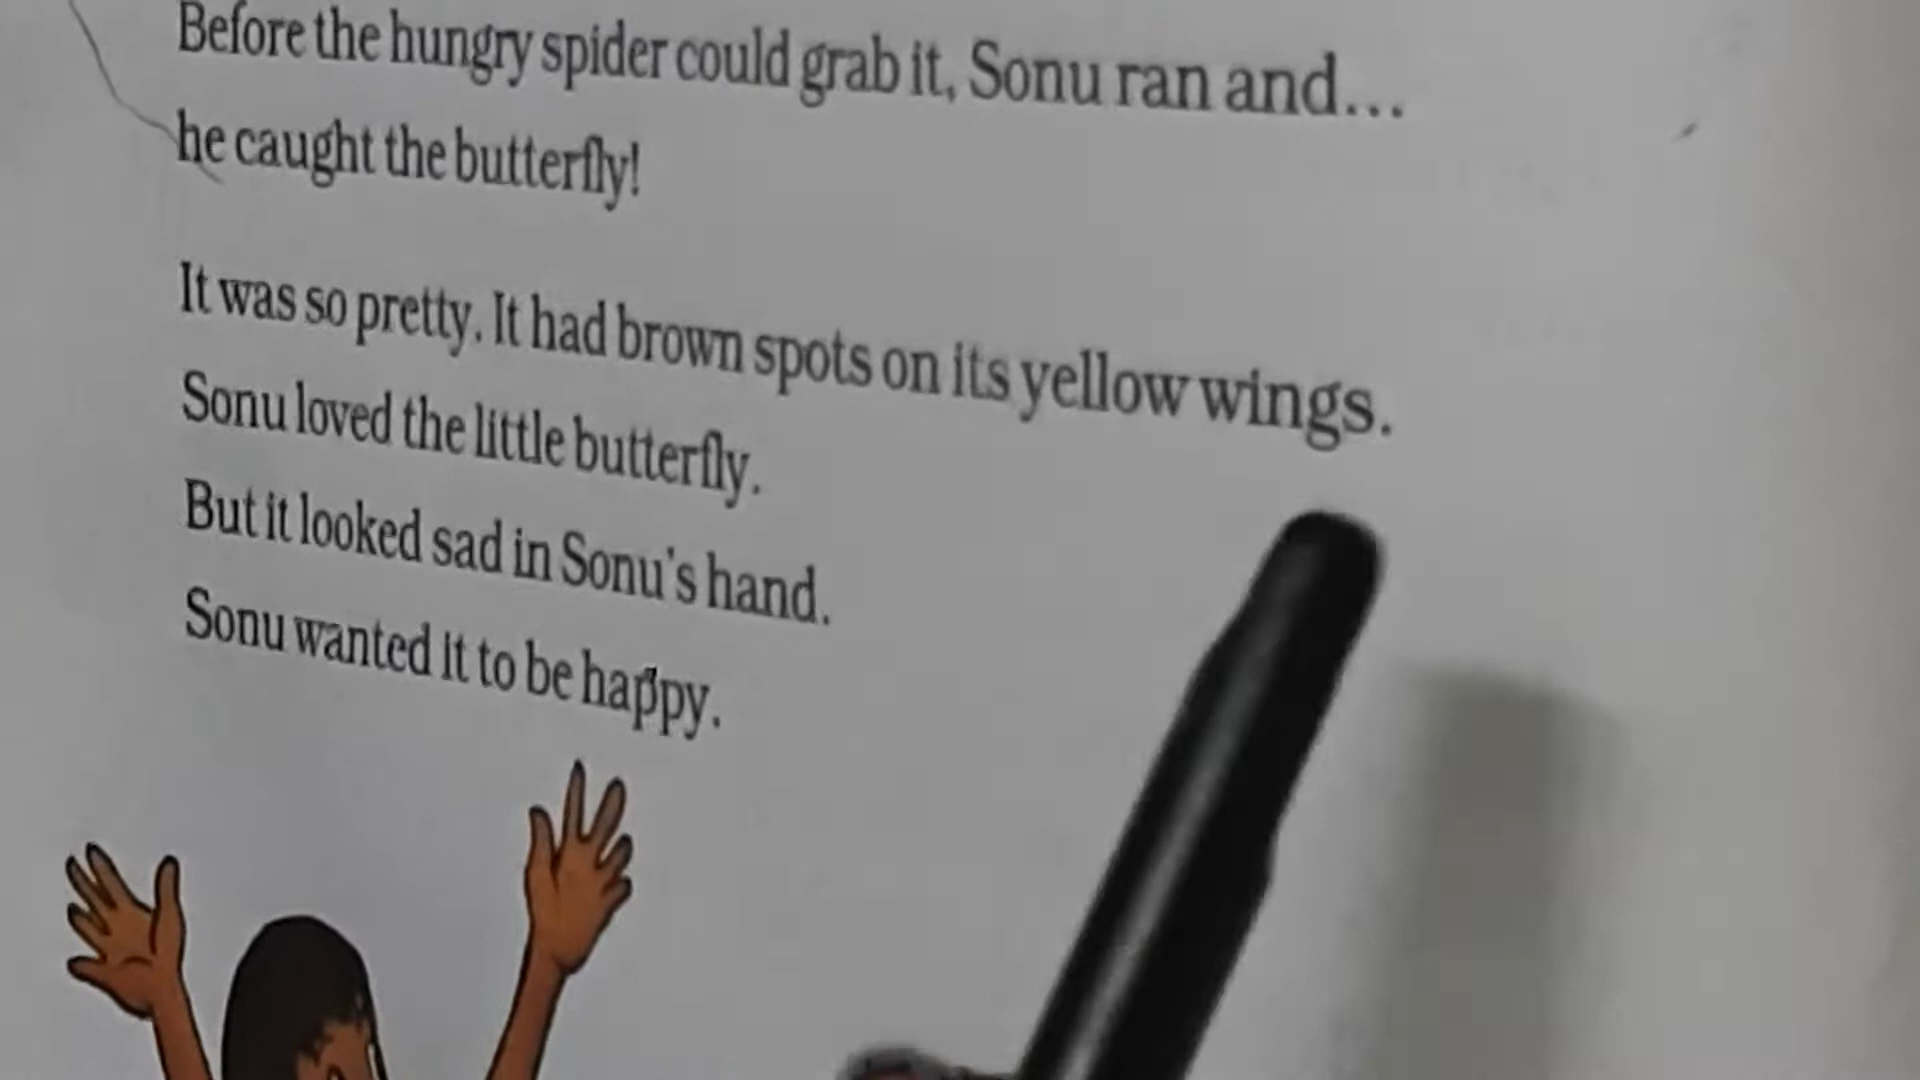 Before the hungry spider could grab it, Sonu ran and...
he caught the butterfly!
It was so pretty. It had brown spots on its yellow wings.
Sonu loved the little butterfly.
But it looked sad in Sonu's hand.
Sonu wanted it to be happy.